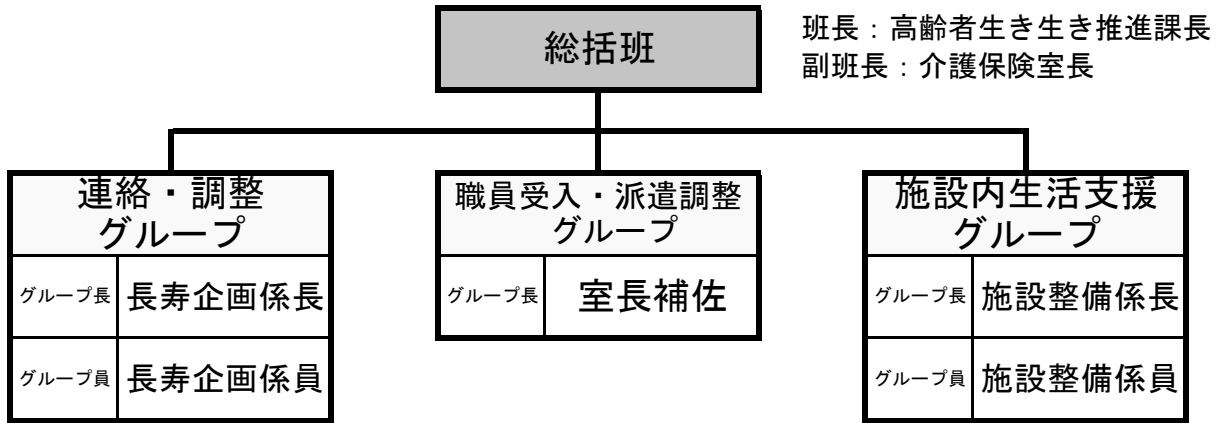 総括班
班長：高齢者生き生き推進課長
副班長：介護保険室長
連絡・調整
グループ
グループ長 長寿企画係長
グループ員 長寿企画係員
職員受入・派遣調整
グループ
グループ長 室長補佐
施設内生活支援
グループ
グループ長 施設整備係長
グループ員 施設整備係員